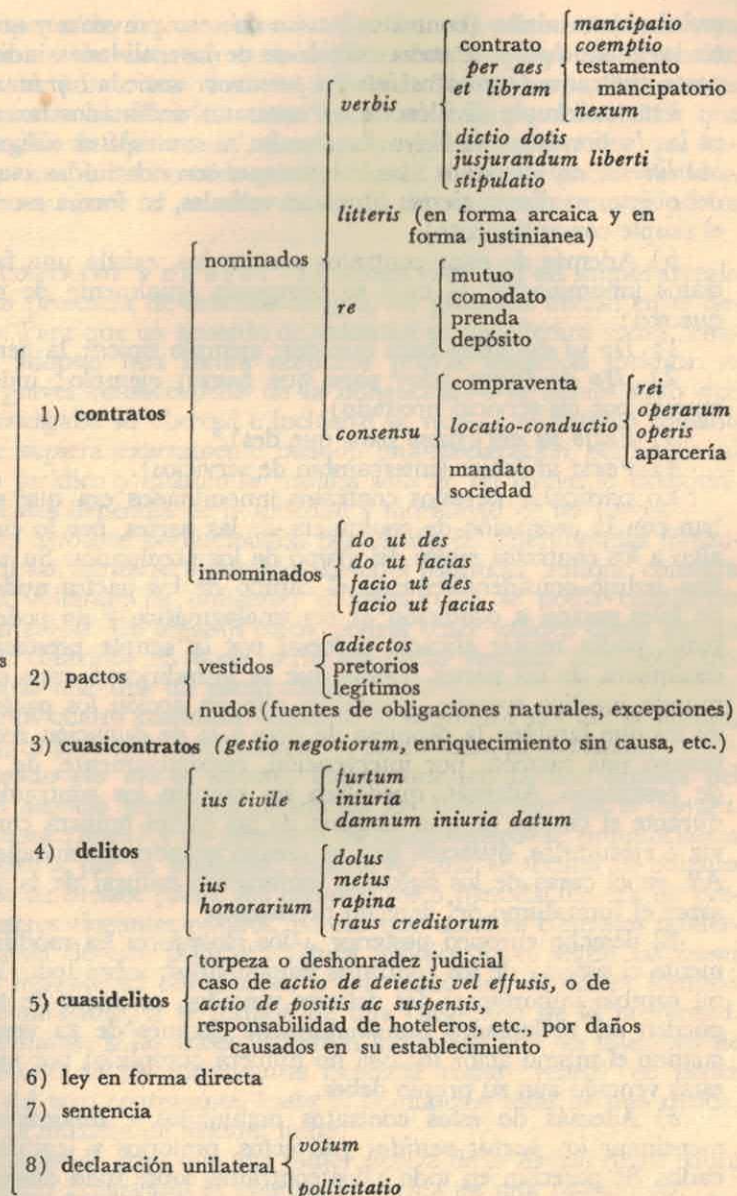 mancipatio
contrato coemptio
per aes testamento
et libram mancipatorio
nexum
verbis
dictio dotis
jusjurandum liberti
stipulatio
litteris (en forma arcaica y en
forma justinianea)
nominados
mutuo
re comodato
prenda
depósito
compraventa rei
1) contratos operarum
consensu locatio-conductio operis
aparcería
mandato
sociedad
do ut des
innominados do ut facias
facio ut des
facio ut facias
s
adiectos
2) pactos vestidos pretorios
legítimos
nudos (fuentes de obligaciones naturales, excepciones)
3) cuasicontratos (gestio negotiorum, enriquecimiento sin causa, etc.)
furtum
ius civile iniuria
damnum iniuria datum
4) delitos
dolus
ius metus
honorarium rapina
fraus creditorum
torpeza o deshonradez judicial
caso de actio de deiectis vel effusis, o de
5) cuasidelitos actio de positis ac suspensis,
responsabilidad de hoteleros, etc., por daños
causados en su establecimiento
6) ley en forma directa
7) sentencia
votum
8) declaración unilateral
pollicitatio